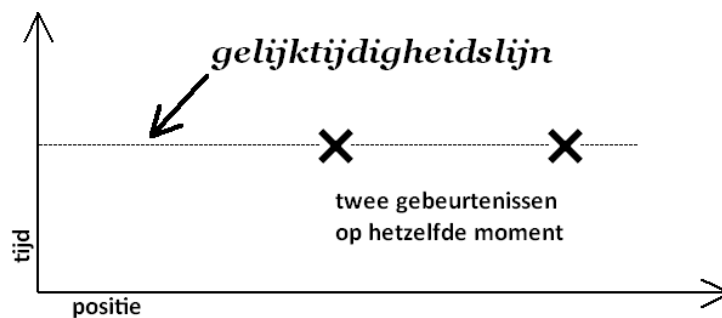 gelijktijdigheidslijn
twee gebeurtenissen
op hetzelfde moment
tijd
positie